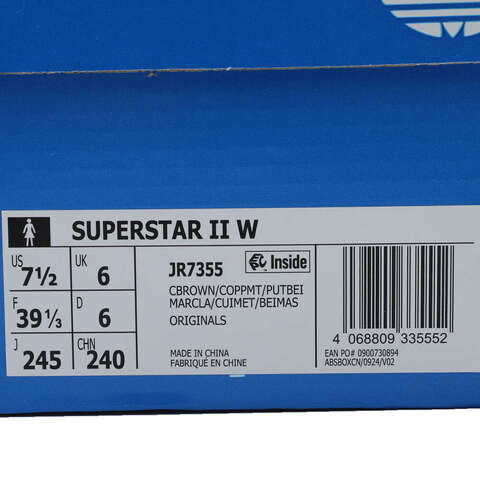 SUPERSTAR II W
US 7½ UK 6
F 39⅓ D 6
J 245 CHN 240
JR7355 Inside
CBROWN/COPPMT/PUTBEI
MARCLA/CUIMET/BEIMAS
ORIGINALS
MADE IN CHINA
FABRIQUÉ EN CHINE
4 068809 335552
EAN PO# 0900730894
ABSBOXCN/0924/V02